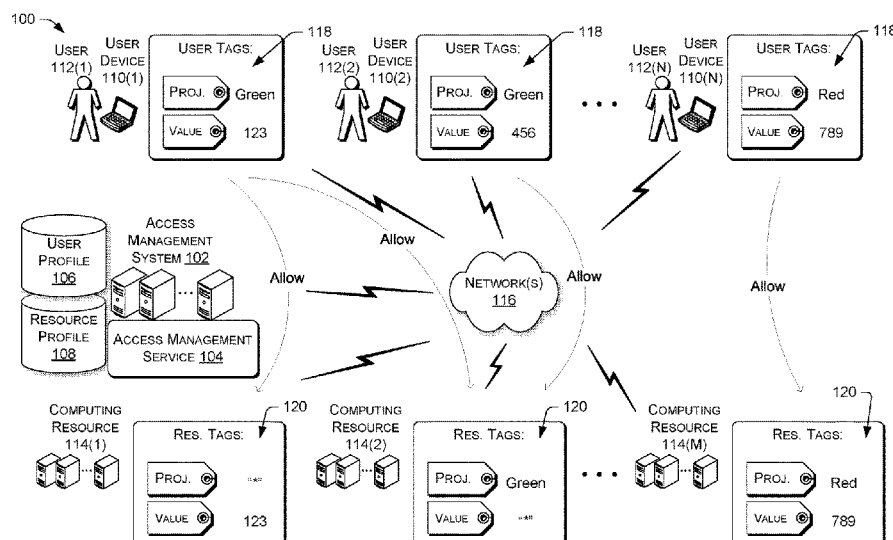 100
USER 112(1)
USER DEVICE 110(1)
USER TAGS:
118
PROJ.
Green
VALUE
123
USER 112(2)
USER DEVICE 110(2)
USER TAGS:
118
PROJ.
Green
VALUE
456
USER 112(N)
USER DEVICE 110(N)
USER TAGS:
118
PROJ.
Red
VALUE
789
USER PROFILE 106
RESOURCE PROFILE 108
ACCESS MANAGEMENT SYSTEM 102
ACCESS MANAGEMENT SERVICE 104
Allow
Allow
NETWORK(S) 116
Allow
Allow
COMPUTING RESOURCE 114(1)
RES. TAGS:
120
PROJ.
"*"
VALUE
123
COMPUTING RESOURCE 114(2)
RES. TAGS:
120
PROJ.
Green
VALUE
"*"
COMPUTING RESOURCE 114(M)
RES. TAGS:
120
PROJ.
Red
VALUE
789